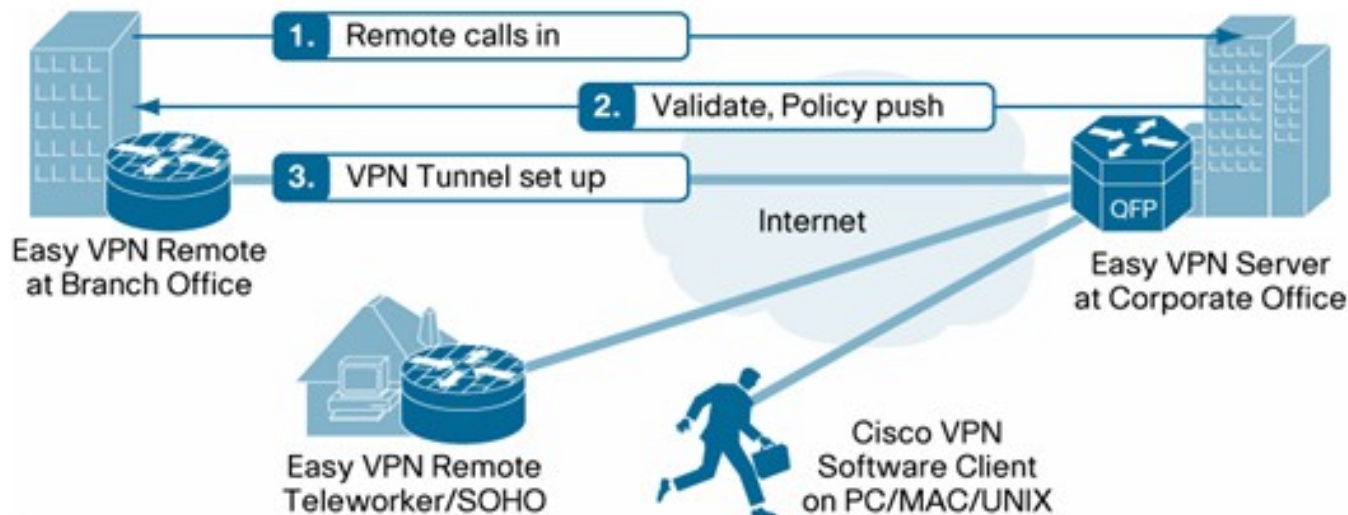 1. Remote calls in
2. Validate, Policy push
3. VPN Tunnel set up
Internet
QFP
Easy VPN Remote
at Branch Office
Easy VPN Server
at Corporate Office
Easy VPN Remote
Teleworker/SOHO
Cisco VPN
Software Client
on PC/MAC/UNIX